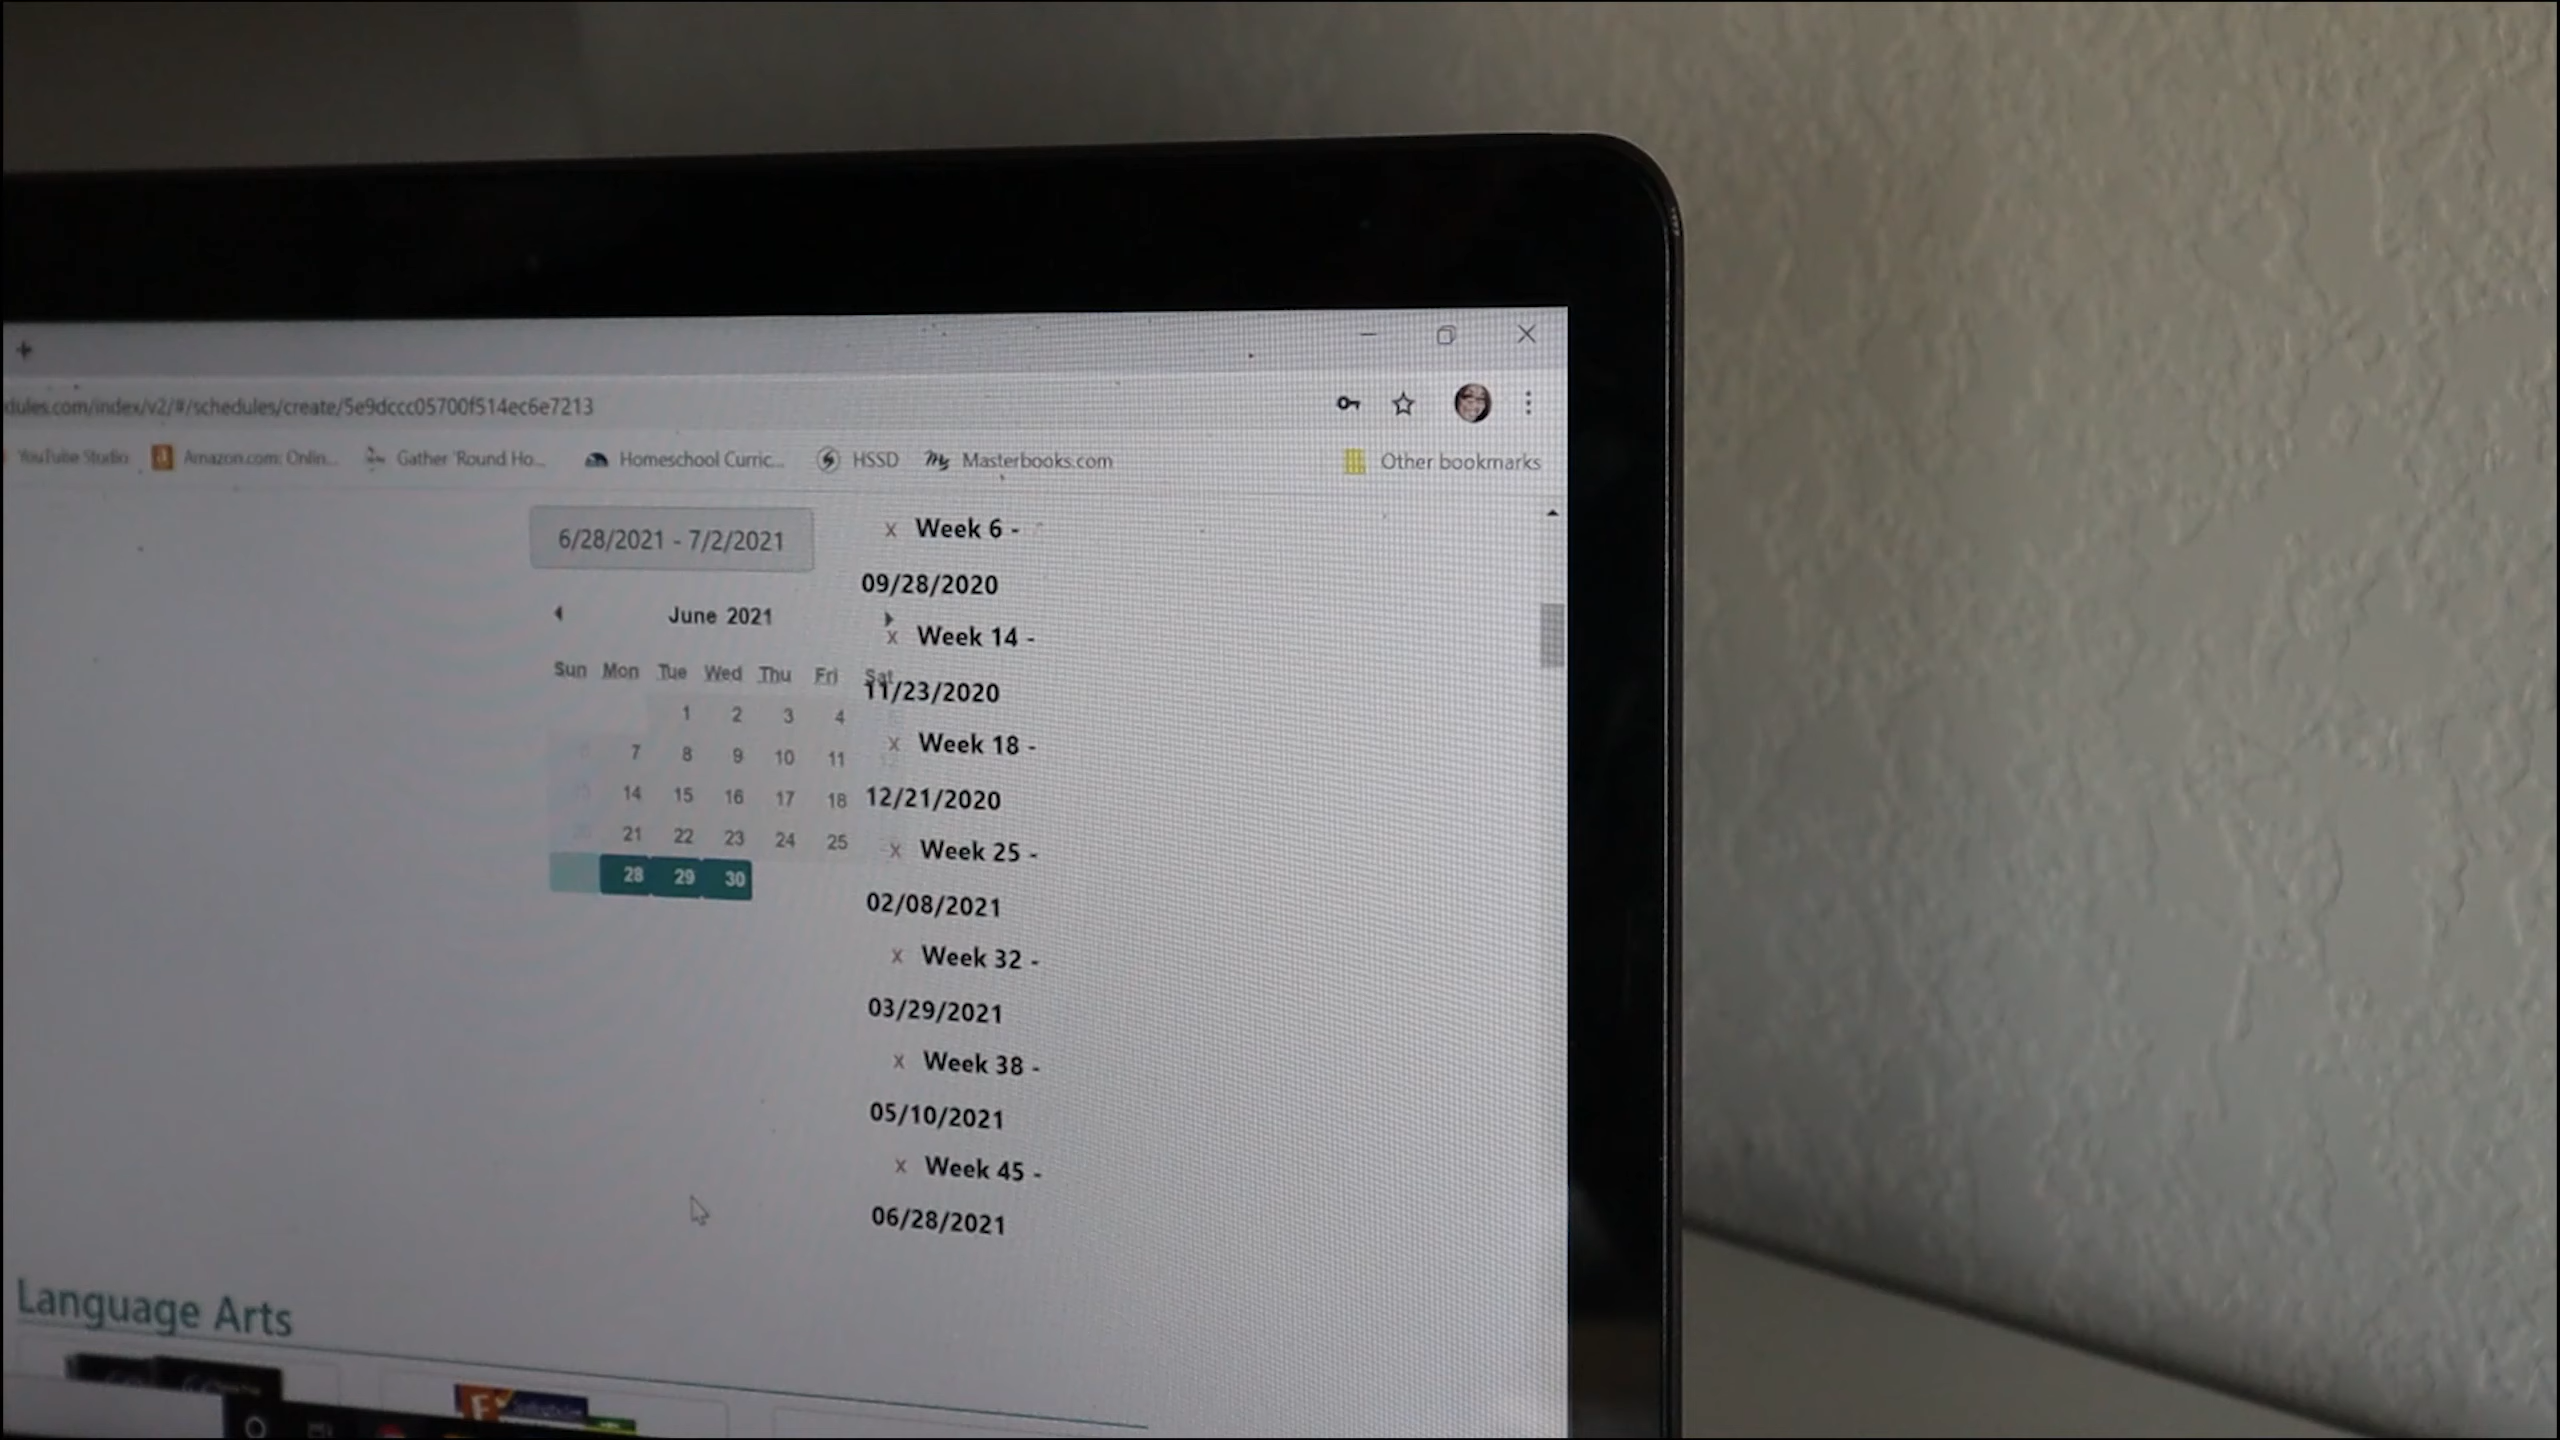 dules.com/index/v2/#/schedules/create/5e9dccc05700f514ec6e7213
YouTube Studio Amazon.com: Onlin... Gather 'Round Ho... Homeschool Curric... HSSD Masterbooks.com Other bookmarks
6/28/2021 - 7/2/2021
June 2021
Sun Mon Tue Wed Thu Fri Sat
1 2 3 4
7 8 9 10 11 12
14 15 16 17 18
21 22 23 24 25
28 29 30
x Week 6 -
09/28/2020
x Week 14 -
11/23/2020
x Week 18 -
12/21/2020
x Week 25 -
02/08/2021
x Week 32 -
03/29/2021
x Week 38 -
05/10/2021
x Week 45 -
06/28/2021
Language Arts